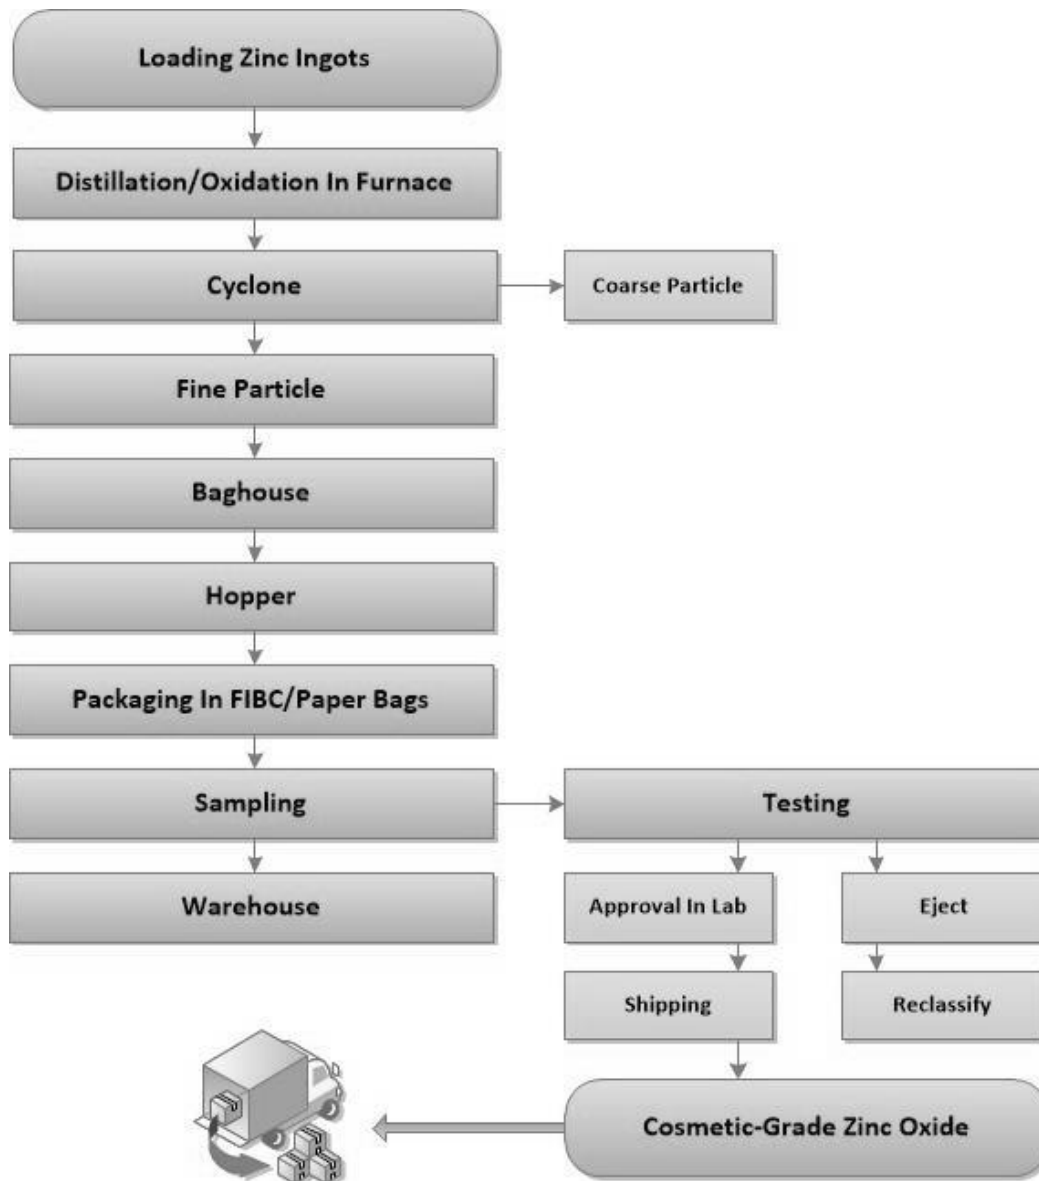 Loading Zinc Ingots
Distillation/Oxidation In Furnace
Cyclone
Coarse Particle
Fine Particle
Baghouse
Hopper
Packaging In FIBC/Paper Bags
Sampling
Testing
Warehouse
Approval In Lab
Eject
Shipping
Reclassify
Cosmetic-Grade Zinc Oxide